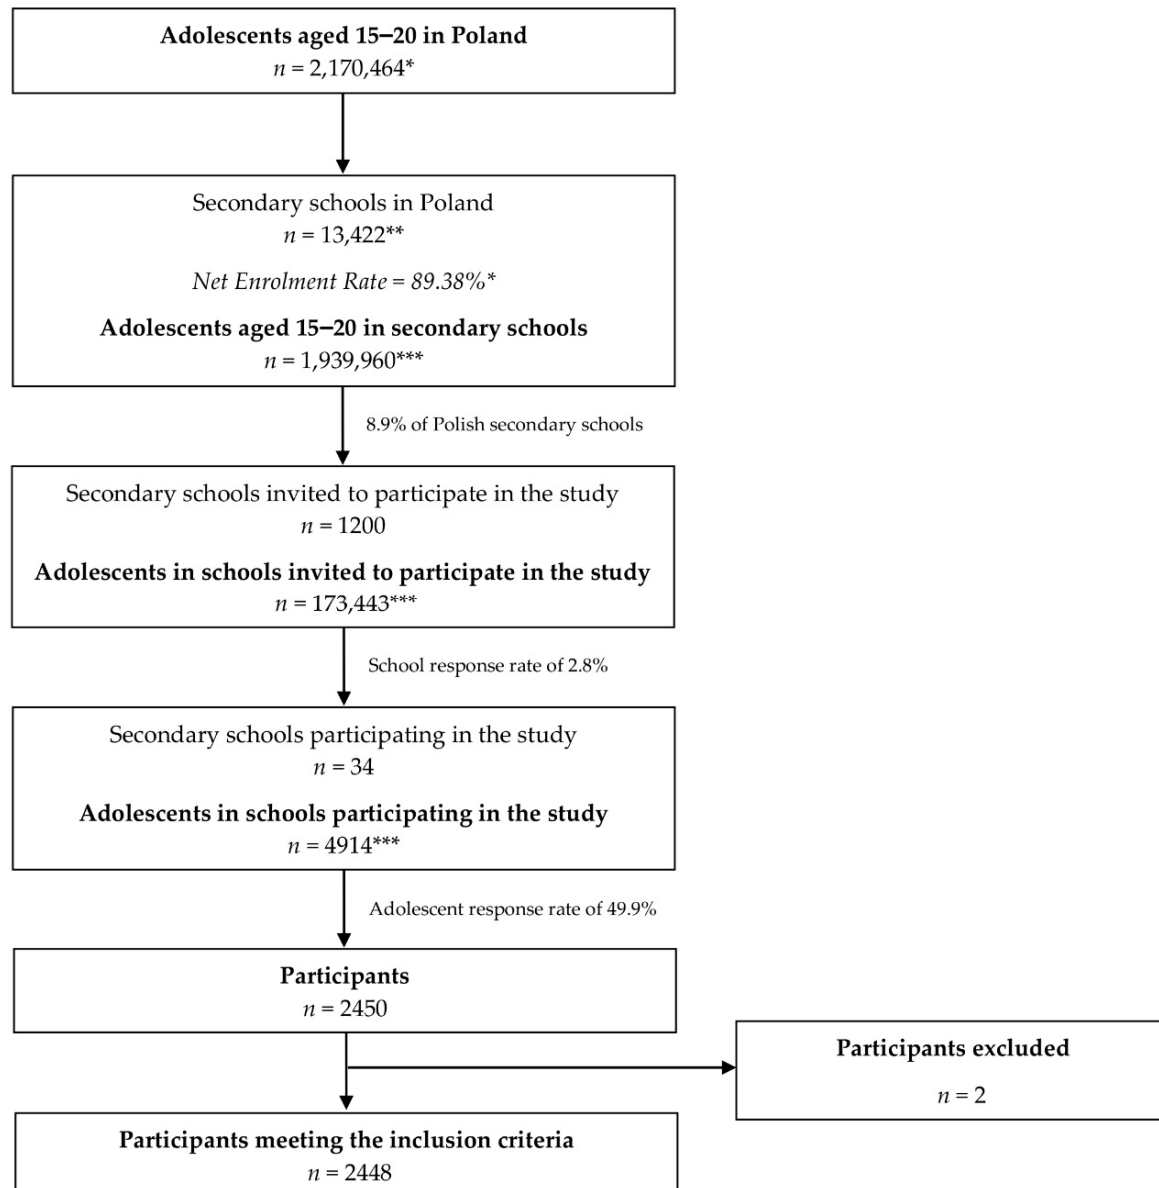 Adolescents aged 15–20 in Poland
n = 2,170,464*
Secondary schools in Poland
n = 13,422**
Net Enrolment Rate = 89.38%*
Adolescents aged 15–20 in secondary schools
n = 1,939,960***
8.9% of Polish secondary schools
Secondary schools invited to participate in the study
n = 1200
Adolescents in schools invited to participate in the study
n = 173,443***
School response rate of 2.8%
Secondary schools participating in the study
n = 34
Adolescents in schools participating in the study
n = 4914***
Adolescent response rate of 49.9%
Participants
n = 2450
Participants excluded
n = 2
Participants meeting the inclusion criteria
n = 2448